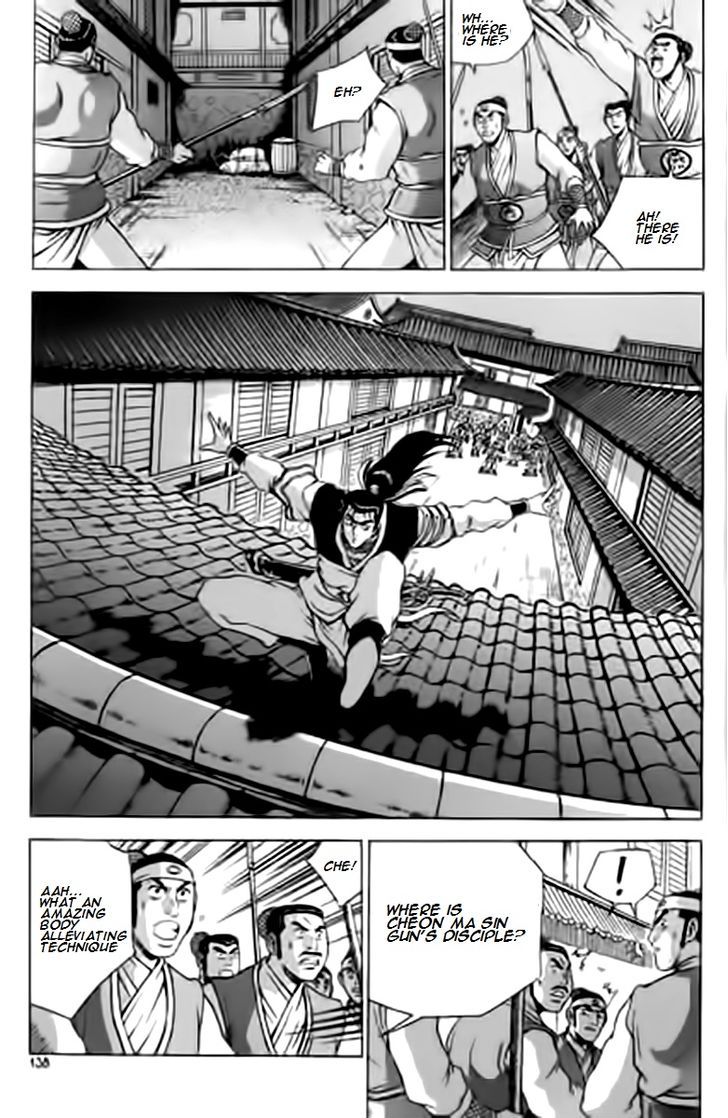 EH?
WH...
WHERE
IS HE?
AH!
THERE
HE IS!
AAH...
WHAT AN
AMAZING
BODY
ALLEVIATING
TECHNIQUE
CHE!
WHERE IS
CHEON MA SIN
GUN'S DISCIPLE?
!
138